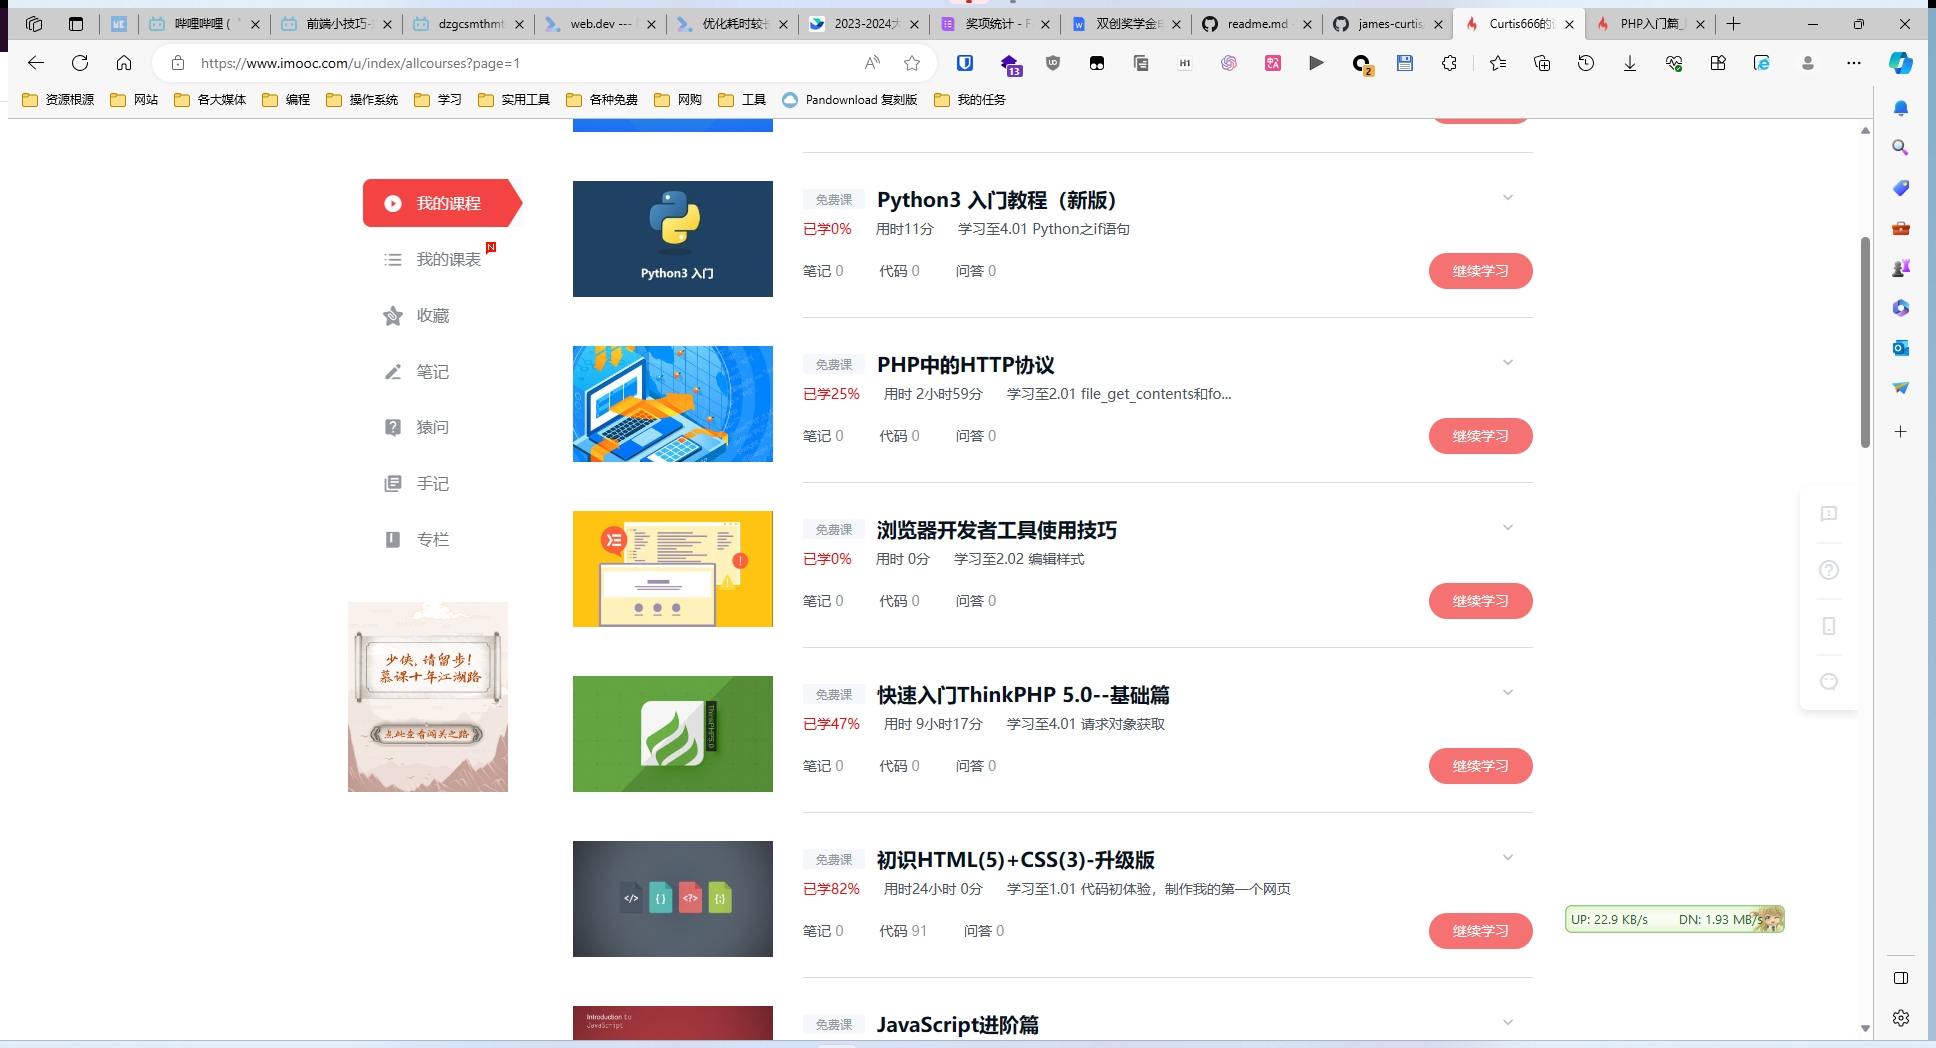 哔哩哔哩 (
前端小技巧-
dzgcsmthm
web.dev ---
优化耗时较
2023-2024
奖项统计 - F
双创奖学金
readme.md
james-curtis
Curtis666的
PHP入门篇_
https://www.imooc.com/u/index/allcourses?page=1
13
H1
2
资源根源
网站
各大媒体
编程
操作系统
学习
实用工具
各种免费
网购
工具
Pandownload 复刻版
我的任务
我的课程
我的课表
N
收藏
笔记
猿问
手记
专栏
少侠,请留步!
慕课十年江湖路
点此查看闯关之路
Python3 入门
免费课 Python3 入门教程（新版）
已学0% 用时11分 学习至4.01 Python之if语句
笔记 0 代码 0 问答 0
继续学习
免费课 PHP中的HTTP协议
已学25% 用时 2小时59分 学习至2.01 file_get_contents和fo...
笔记 0 代码 0 问答 0
继续学习
免费课 浏览器开发者工具使用技巧
已学0% 用时 0分 学习至2.02 编辑样式
笔记 0 代码 0 问答 0
继续学习
ThinkPHP5.0
免费课 快速入门ThinkPHP 5.0--基础篇
已学47% 用时 9小时17分 学习至4.01 请求对象获取
笔记 0 代码 0 问答 0
继续学习
免费课 初识HTML(5)+CSS(3)-升级版
已学82% 用时24小时 0分 学习至1.01 代码初体验，制作我的第一个网页
笔记 0 代码 91 问答 0
继续学习
UP: 22.9 KB/s DN: 1.93 MB/s
Introduction to
JavaScript
免费课 JavaScript进阶篇